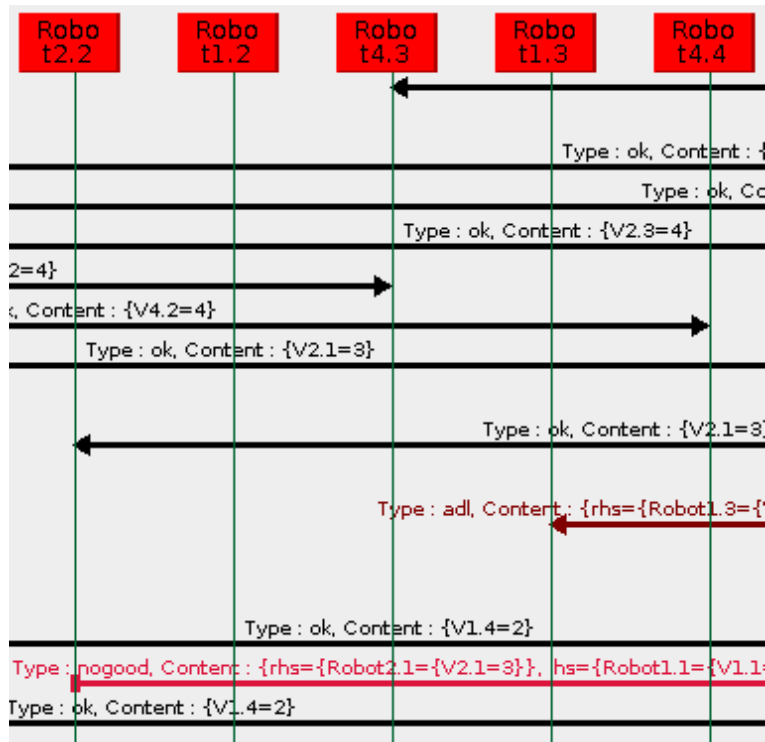 Robo
t2.2
Robo
t1.2
Robo
t4.3
Robo
t1.3
Robo
t4.4
Type : ok, Content : {
Type : ok, Co
Type : ok, Content : {V2.3=4}
2=4}
k, Content : {V4.2=4}
Type : ok, Content : {V2.1=3}
Type : ok, Content : {V2.1=3}
Type : adl, Content : {rhs={Robot1.3={
Type : ok, Content : {V1.4=2}
Type : nogood, Content : {rhs={Robot2.1={V2.1=3}}, hs={Robot1.1={V1.1=
Type : ok, Content : {V1.4=2}